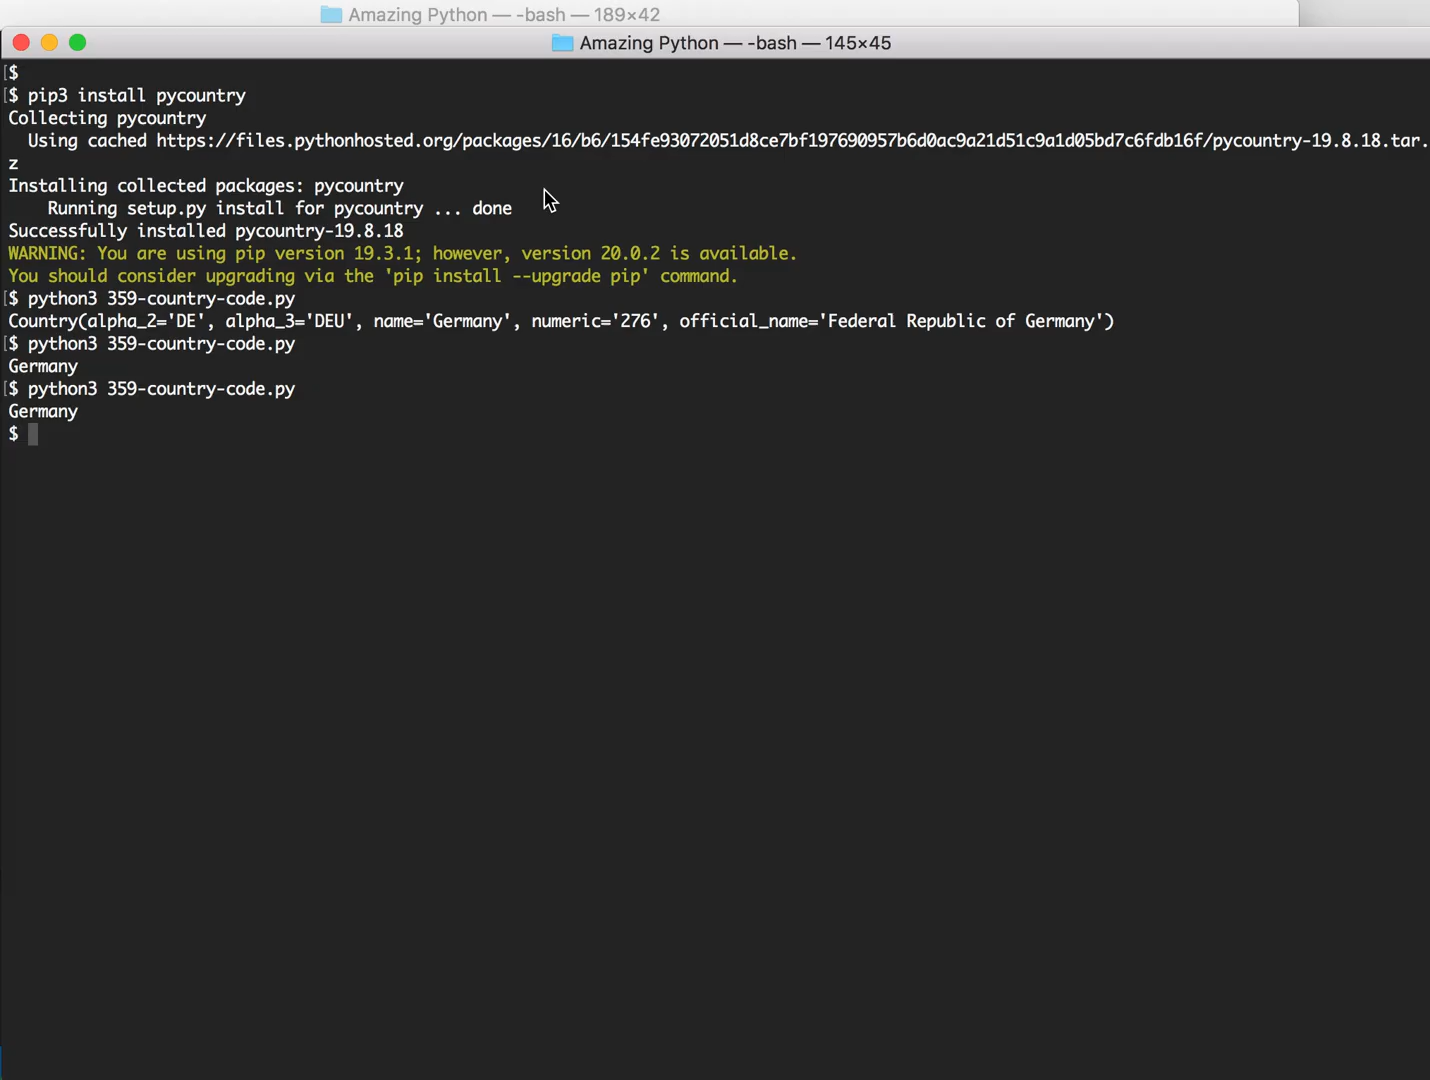 Amazing Python — -bash — 189×42
Amazing Python — -bash — 145×45
[$
[$ pip3 install pycountry
Collecting pycountry
  Using cached https://files.pythonhosted.org/packages/16/b6/154fe93072051d8ce7bf197690957b6d0ac9a21d51c9a1d05bd7c6fdb16f/pycountry-19.8.18.tar.
z
Installing collected packages: pycountry
    Running setup.py install for pycountry ... done
Successfully installed pycountry-19.8.18
WARNING: You are using pip version 19.3.1; however, version 20.0.2 is available.
You should consider upgrading via the 'pip install --upgrade pip' command.
[$ python3 359-country-code.py
Country(alpha_2='DE', alpha_3='DEU', name='Germany', numeric='276', official_name='Federal Republic of Germany')
[$ python3 359-country-code.py
Germany
[$ python3 359-country-code.py
Germany
$